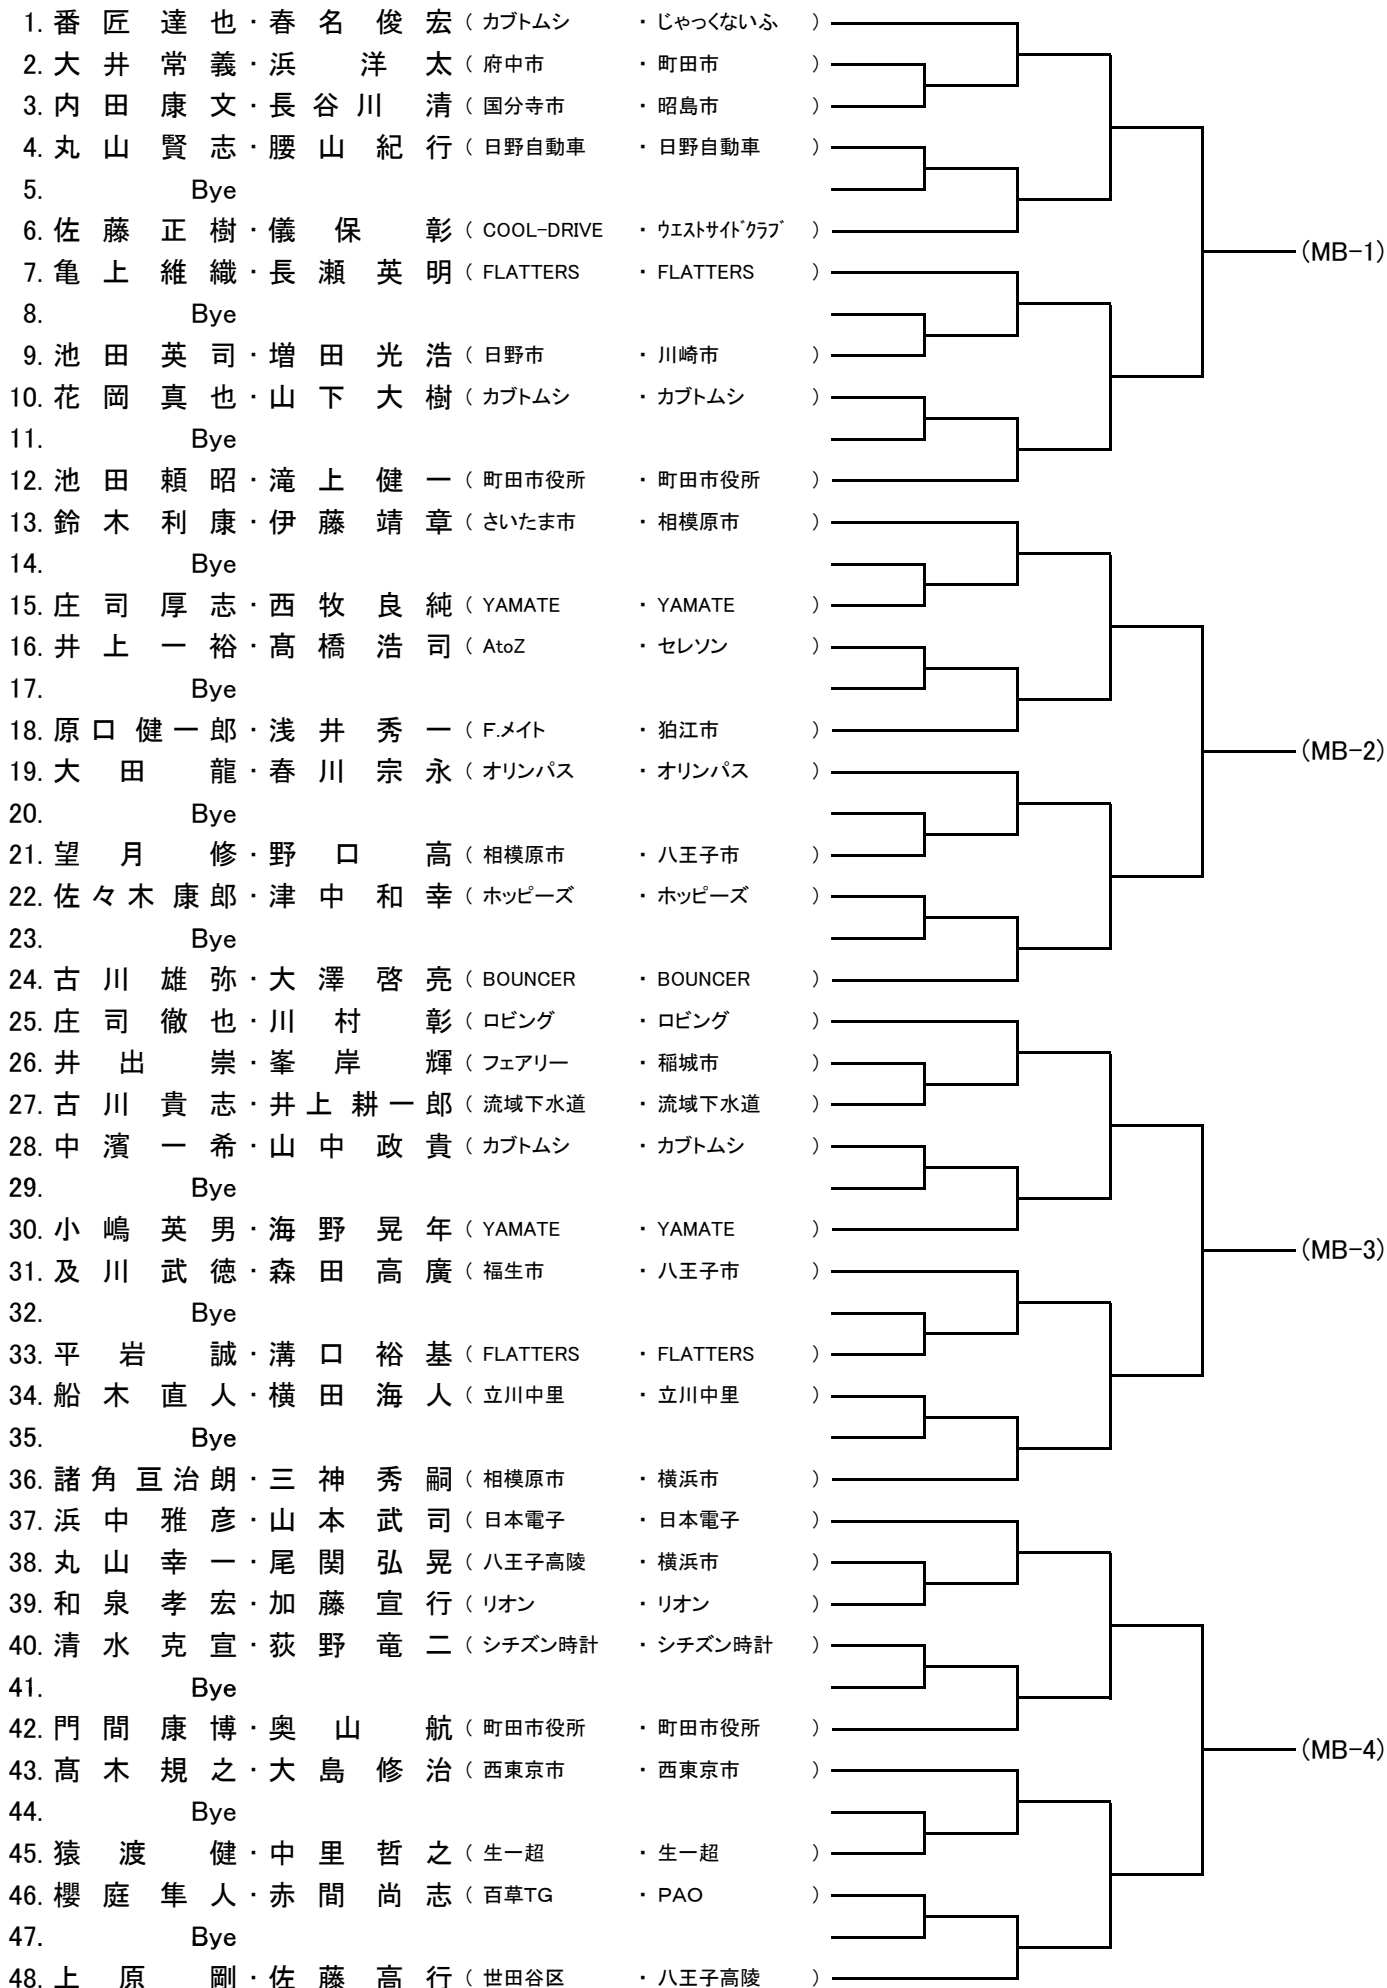 1. 番匠 達也・春名 俊宏 ( カブトムシ ・ じゃっくないふ )
2. 大井 常義・浜 洋太 ( 府中市 ・ 町田市 )
3. 内田 康文・長谷川 清 ( 国分寺市 ・ 昭島市 )
4. 丸山 賢志・腰山紀行 ( 日野自動車 ・ 日野自動車 )
5. Bye
6. 佐藤 正樹・儀保 彰 ( COOL-DRIVE ・ ウエストサイドクラブ )
(MB-1)
7. 亀上 維織・長瀬 英明 ( FLATTERS ・ FLATTERS )
8. Bye
9. 池田 英司・増田 光浩 ( 日野市 ・ 川崎市 )
10. 花岡 真也・山下 大樹 ( カブトムシ ・ カブトムシ )
11. Bye
12. 池田 頼昭・滝上 健一 ( 町田市役所 ・ 町田市役所 )
13. 鈴木 利康・伊藤 靖章 ( さいたま市 ・ 相模原市 )
14. Bye
15. 庄司 厚志・西牧 良純 ( YAMATE ・ YAMATE )
16. 井上 一裕・髙橋 浩司 ( AtoZ ・ セレソン )
17. Bye
18. 原口健一郎・浅井 秀一 ( F.メイト ・ 狛江市 )
(MB-2)
19. 大田 龍・春川 宗永 ( オリンパス ・ オリンパス )
20. Bye
21. 望月 修・野口 高 ( 相模原市 ・ 八王子市 )
22. 佐々木 康郎・津中 和幸 ( ホッピーズ ・ ホッピーズ )
23. Bye
24. 古川 雄弥・大澤 啓亮 ( BOUNCER ・ BOUNCER )
25. 庄司 徹也・川村 彰 ( ロビング ・ ロビング )
26. 井出 崇・峯岸 輝 ( フェアリー ・ 稲城市 )
27. 古川 貴志・井上耕一郎 ( 流域下水道 ・ 流域下水道 )
28. 中濱 一希・山中 政貴 ( カブトムシ ・ カブトムシ )
29. Bye
30. 小嶋 英男・海野 晃年 ( YAMATE ・ YAMATE )
(MB-3)
31. 及川 武徳・森田 高廣 ( 福生市 ・ 八王子市 )
32. Bye
33. 平岩 誠・溝口 裕基 ( FLATTERS ・ FLATTERS )
34. 船木 直人・横田 海人 ( 立川中里 ・ 立川中里 )
35. Bye
36. 諸角亘治朗・三神 秀嗣 ( 相模原市 ・ 横浜市 )
37. 浜中 雅彦・山本 武司 ( 日本電子 ・ 日本電子 )
38. 丸山 幸一・尾関 弘晃 ( 八王子高陵 ・ 横浜市 )
39. 和泉 孝宏・加藤 宣行 ( リオン ・ リオン )
40. 清水 克宣・荻野 竜二 ( シチズン時計 ・ シチズン時計 )
41. Bye
42. 門間 康博・奥山 航 ( 町田市役所 ・ 町田市役所 )
(MB-4)
43. 髙木 規之・大島 修治 ( 西東京市 ・ 西東京市 )
44. Bye
45. 猿渡 健・中里 哲之 ( 生一超 ・ 生一超 )
46. 櫻庭 隼人・赤間 尚志 ( 百草TG ・ PAO )
47. Bye
48. 上原 剛・佐藤 高行 ( 世田谷区 ・ 八王子高陵 )